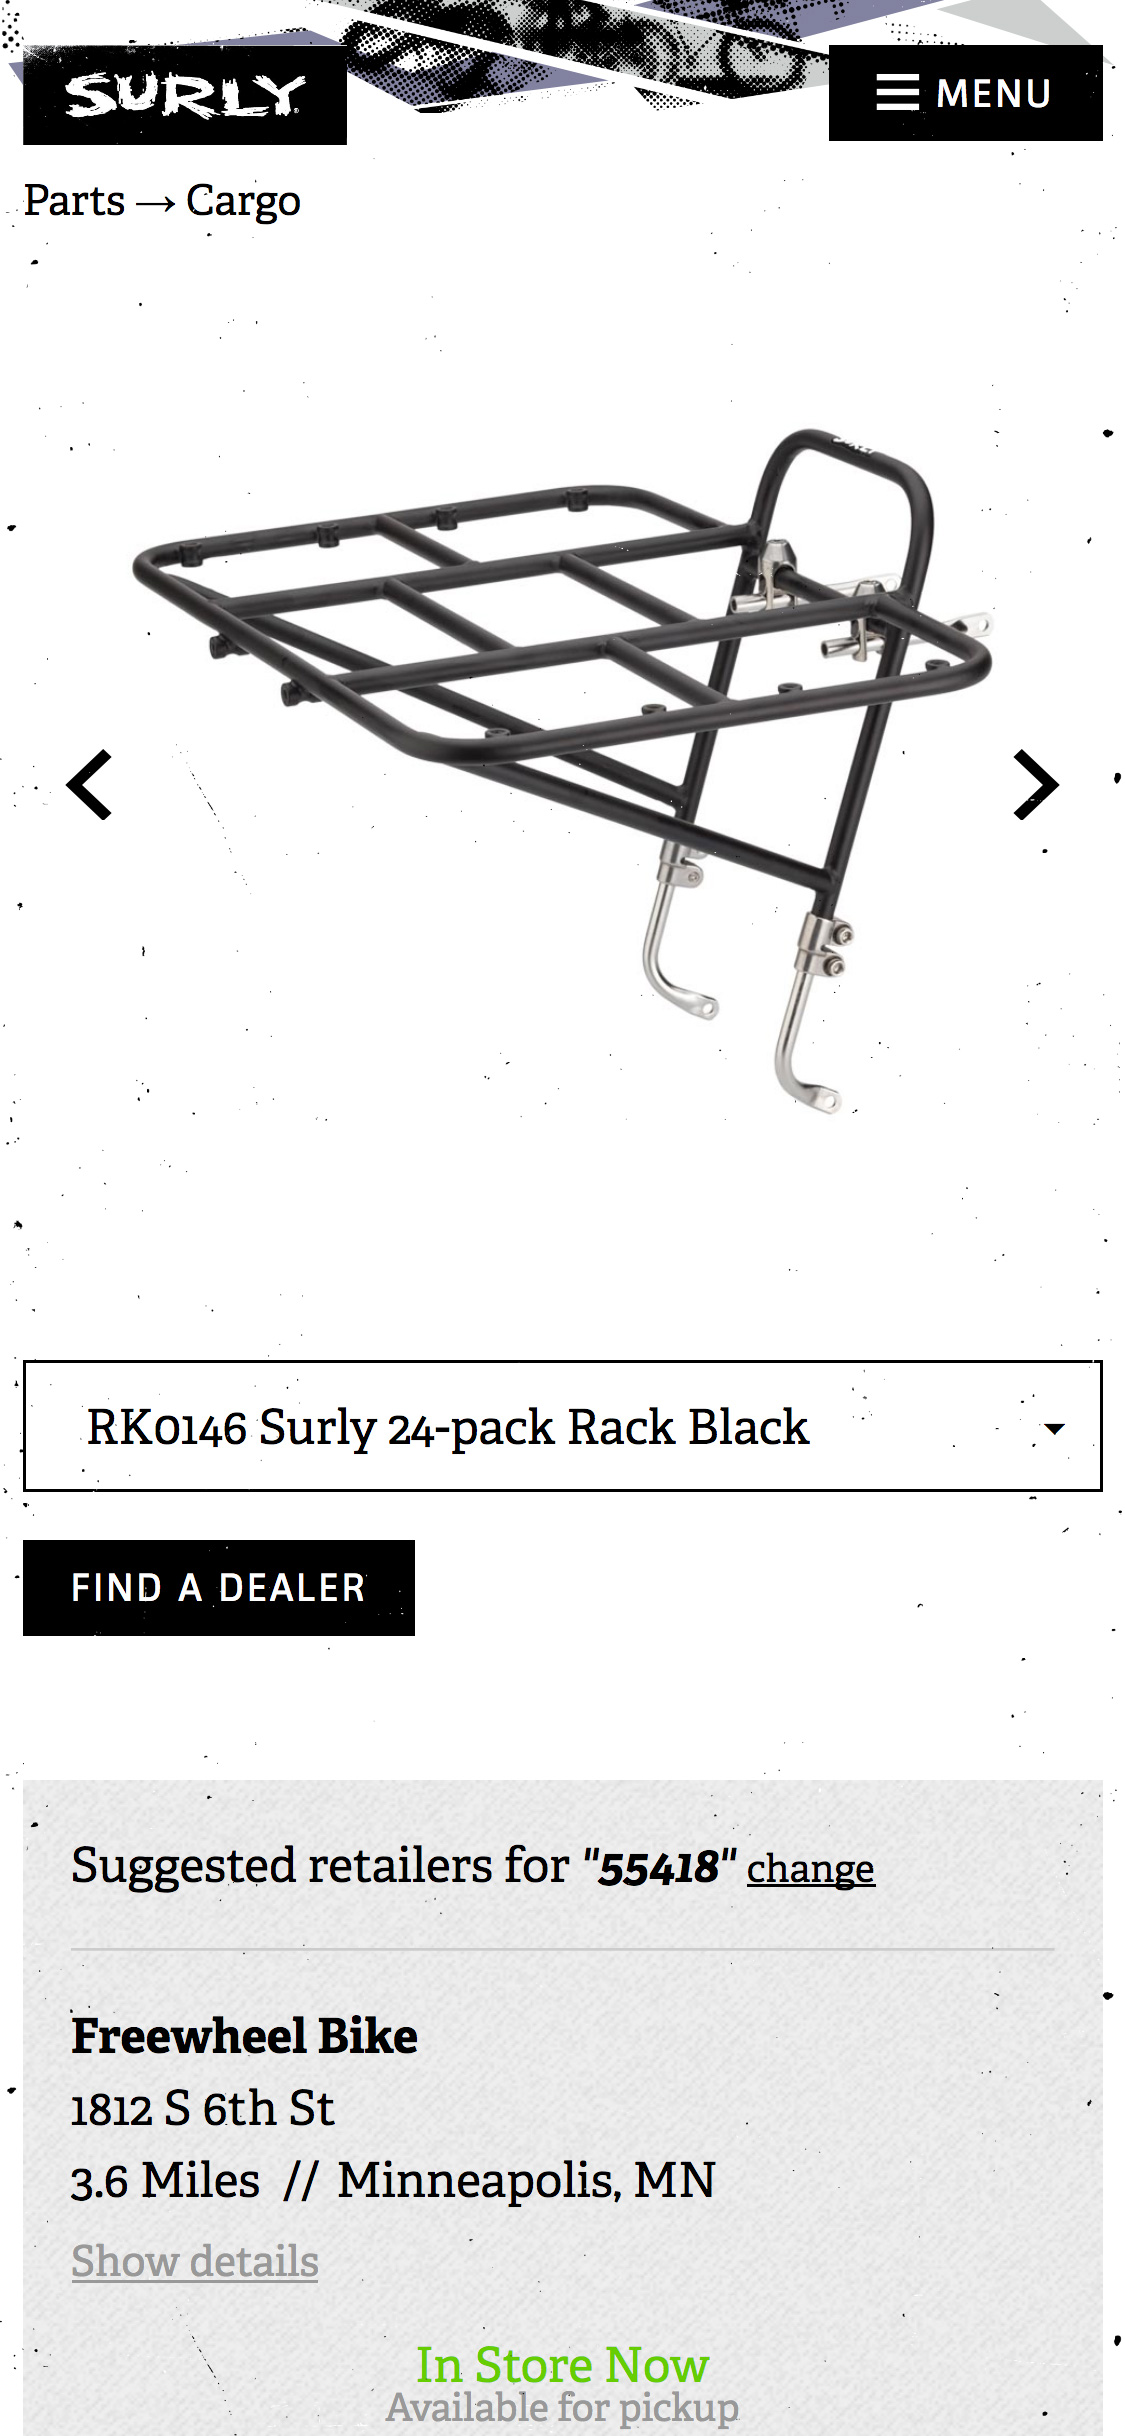 SURLY
MENU
Parts → Cargo
SURLY
RK0146 Surly 24-pack Rack Black
FIND A DEALER
Suggested retailers for "55418" change
Freewheel Bike
1812 S 6th St
3.6 Miles // Minneapolis, MN
Show details
In Store Now
Available for pickup